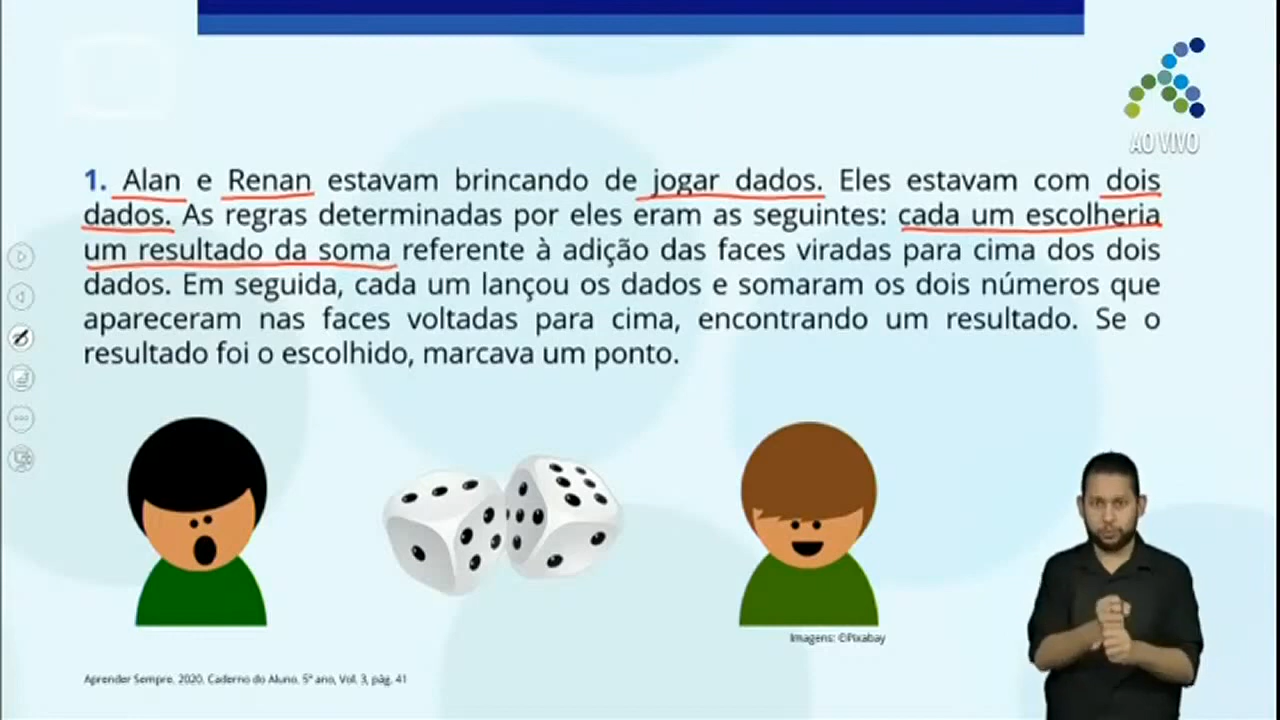 AO VIVO
1. Alan e Renan estavam brincando de jogar dados. Eles estavam com dois
dados. As regras determinadas por eles eram as seguintes: cada um escolheria
um resultado da soma referente à adição das faces viradas para cima dos dois
dados. Em seguida, cada um lançou os dados e somaram os dois números que
apareceram nas faces voltadas para cima, encontrando um resultado. Se o
resultado foi o escolhido, marcava um ponto.
Imagens: ©Pixabay
Aprender Sempre. 2020. Caderno do Aluno. 5º ano, Vol. 3, pág. 41